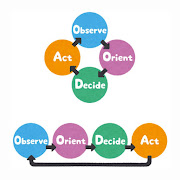 Observe
Act Orient
Decide
Observe Orient Decide Act